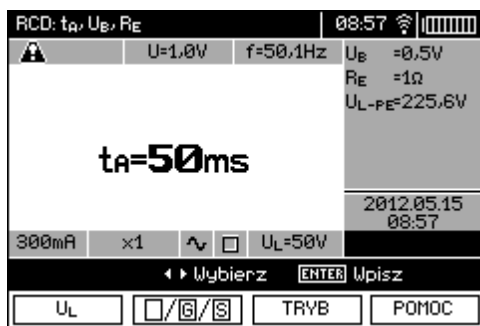 RCD: tA, UB, RE 08:57
U=1,0V f=50,1Hz
UB =0,5V
RE =1Ω
UL-PE=225,6V
tA=50ms
2012.05.15
08:57
300mA x1 UL=50V
Wybierz ENTER Wpisz
UL □/G/S TRYB POMOC